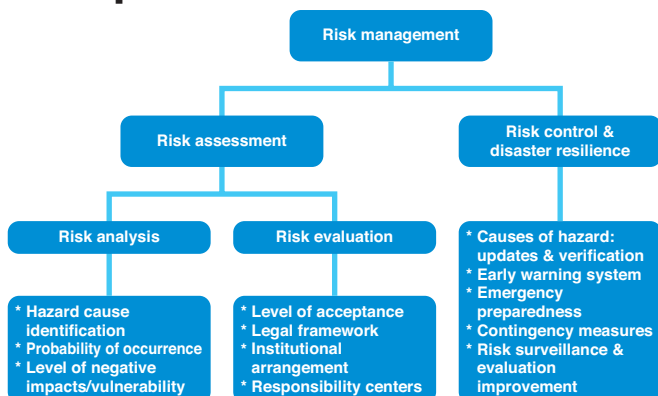 Risk management
Risk assessment
Risk control &
disaster resilience
Risk analysis
Risk evaluation
* Hazard cause
identification
* Probability of occurrence
* Level of negative
impacts/vulnerability
* Level of acceptance
* Legal framework
* Institutional
arrangement
* Responsibility centers
* Causes of hazard:
updates & verification
* Early warning system
* Emergency
preparedness
* Contingency measures
* Risk surveillance &
evaluation
improvement